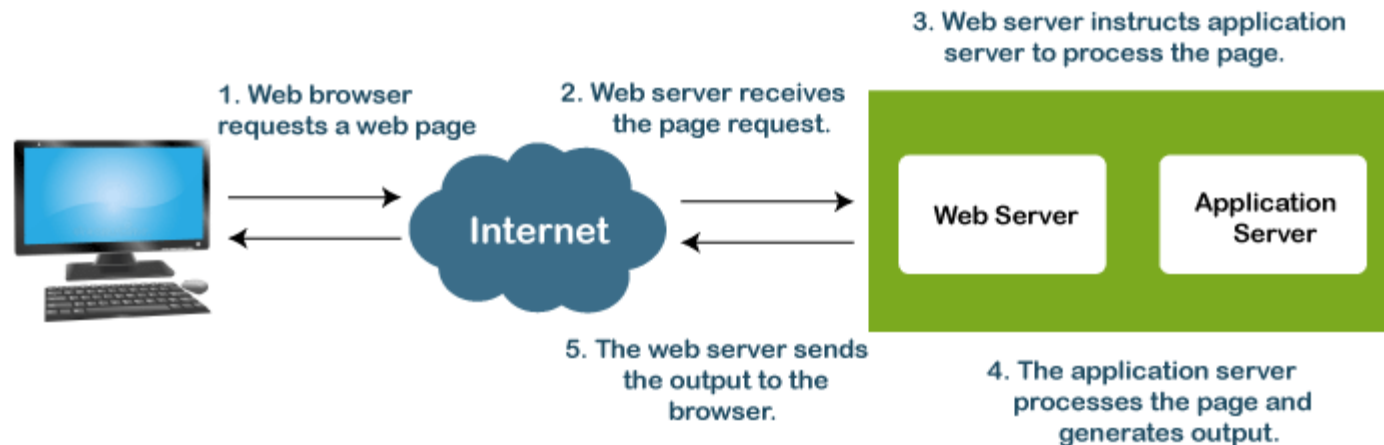 3. Web server instructs application
server to process the page.
1. Web browser
requests a web page
2. Web server receives
the page request.
Internet
Web Server
Application
Server
5. The web server sends
the output to the
browser.
4. The application server
processes the page and
generates output.